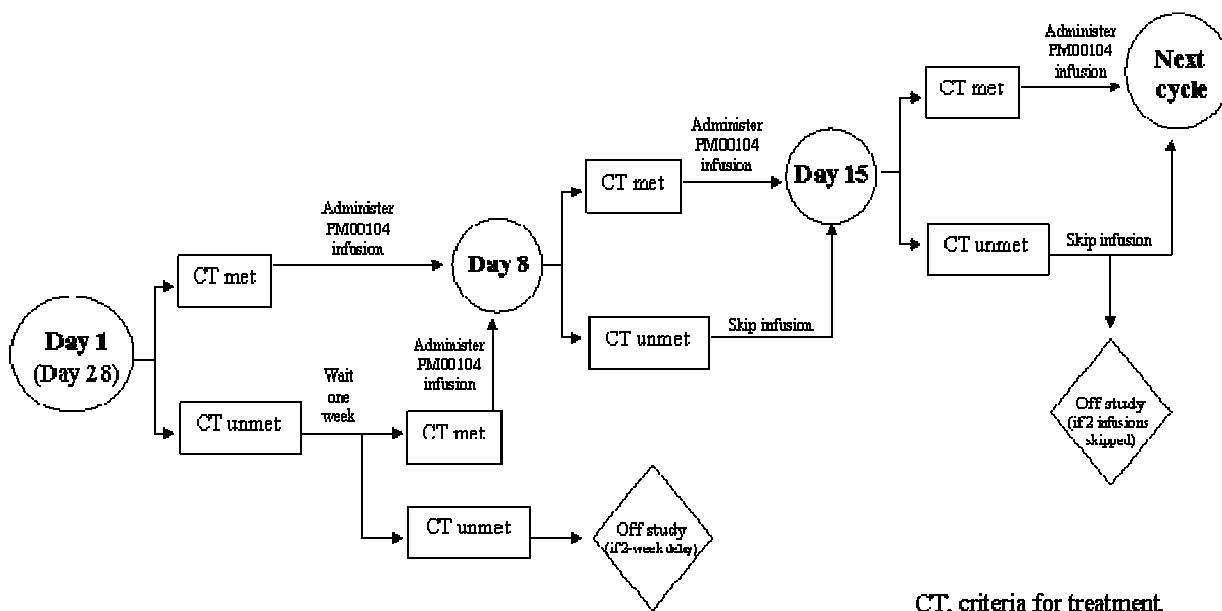 Day 1
(Day 28)
CT met
Administer
PM00104
infusion
CT unmet
Wait
one
week
CT met
Administer
PM00104
infusion
CT unmet
Off study
(if 2-week delay)
Day 8
CT met
Administer
PM00104
infusion
CT unmet
Skip infusion
Day 15
CT met
Administer
PM00104
infusion
Next
cycle
CT unmet
Skip infusion
Off study
(if 2 infusions
skipped)
CT, criteria for treatment